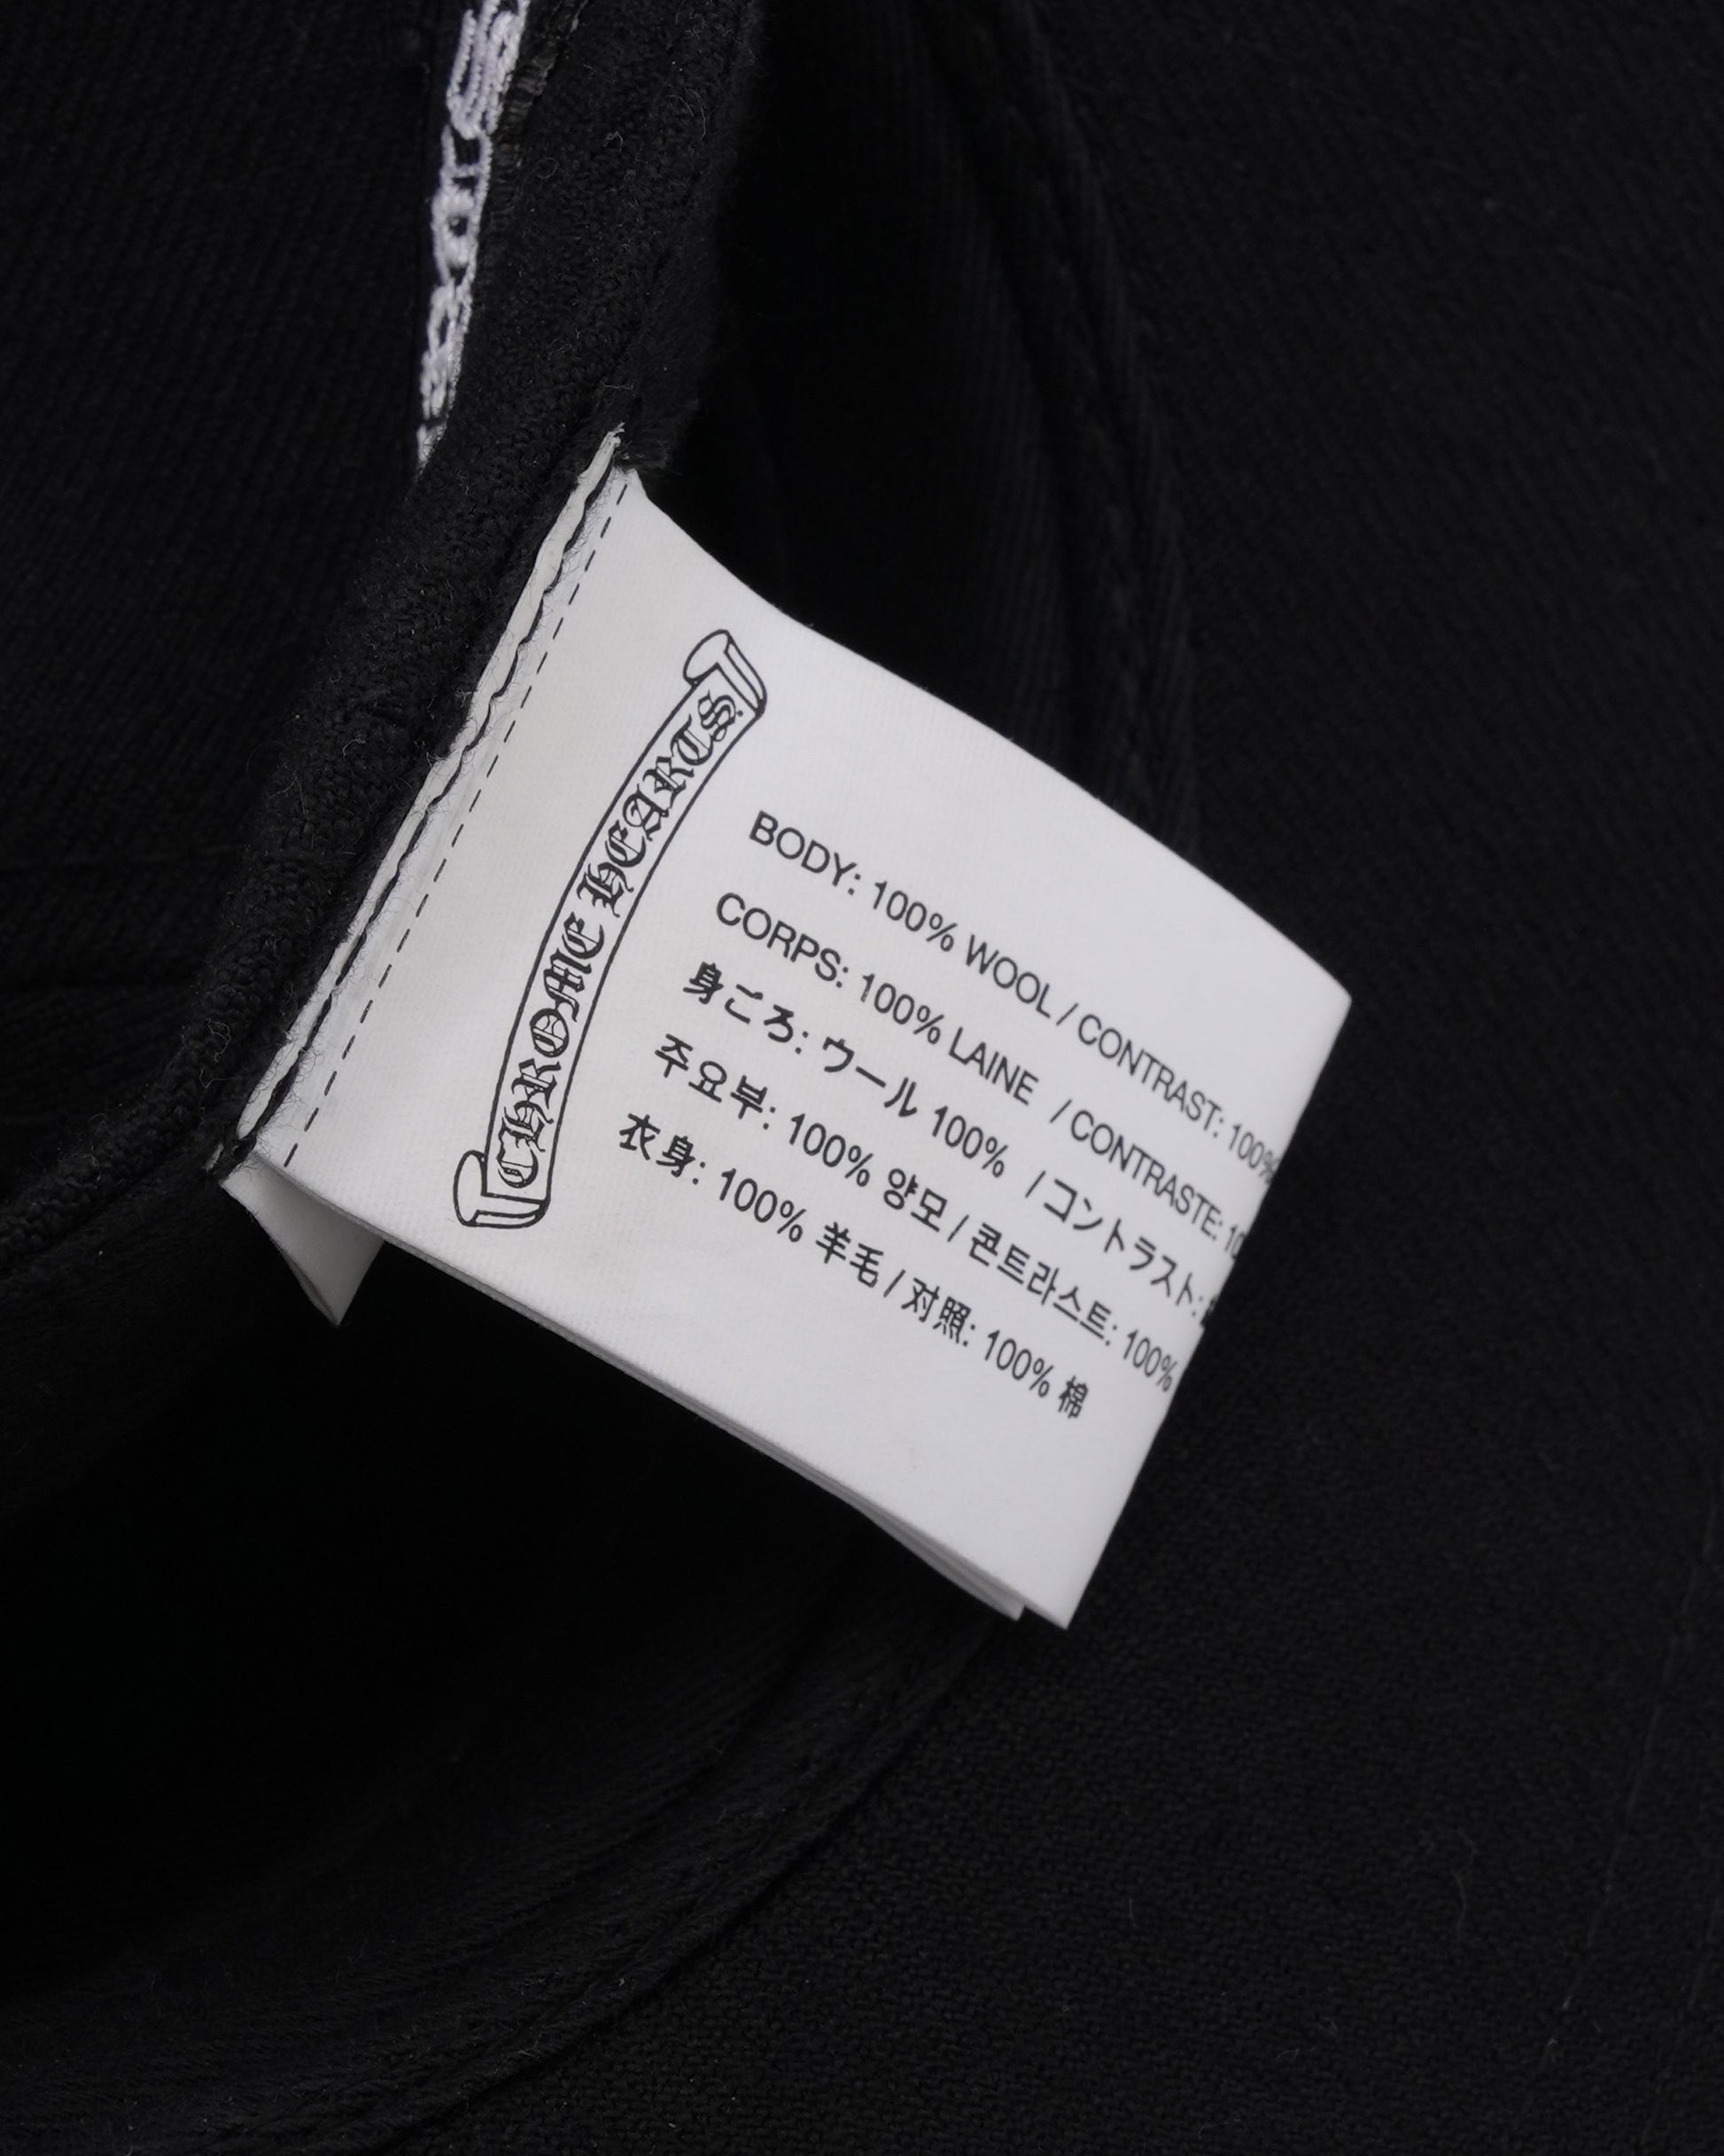 CHROME HEARTS
BODY: 100% WOOL / CONTRAST: 100%
CORPS: 100% LAINE / CONTRASTE:
身ごろ: ウール 100% / コントラスト:
주요부: 100% 양모 / 콘트라스트: 100%
衣身: 100% 羊毛 / 对照: 100% 棉